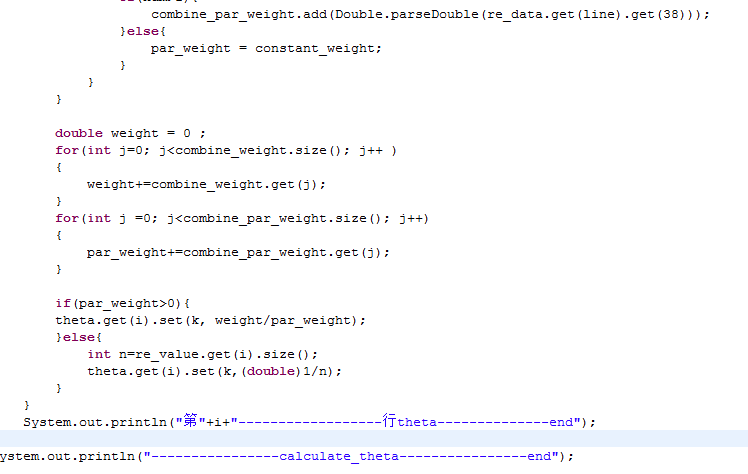 combine_par_weight.add(Double.parseDouble(re_data.get(line).get(38)));
}else{
par_weight = constant_weight;
}
}
}
double weight = 0 ;
for(int j=0; j<combine_weight.size(); j++ )
{
weight+=combine_weight.get(j);
}
for(int j =0; j<combine_par_weight.size(); j++)
{
par_weight+=combine_par_weight.get(j);
}
if(par_weight>0){
theta.get(i).set(k, weight/par_weight);
}else{
int n=re_value.get(i).size();
theta.get(i).set(k,(double)1/n);
}
}
System.out.println("第"+i+"------------------行theta--------------end");
ystem.out.println("----------------calculate_theta----------------end");